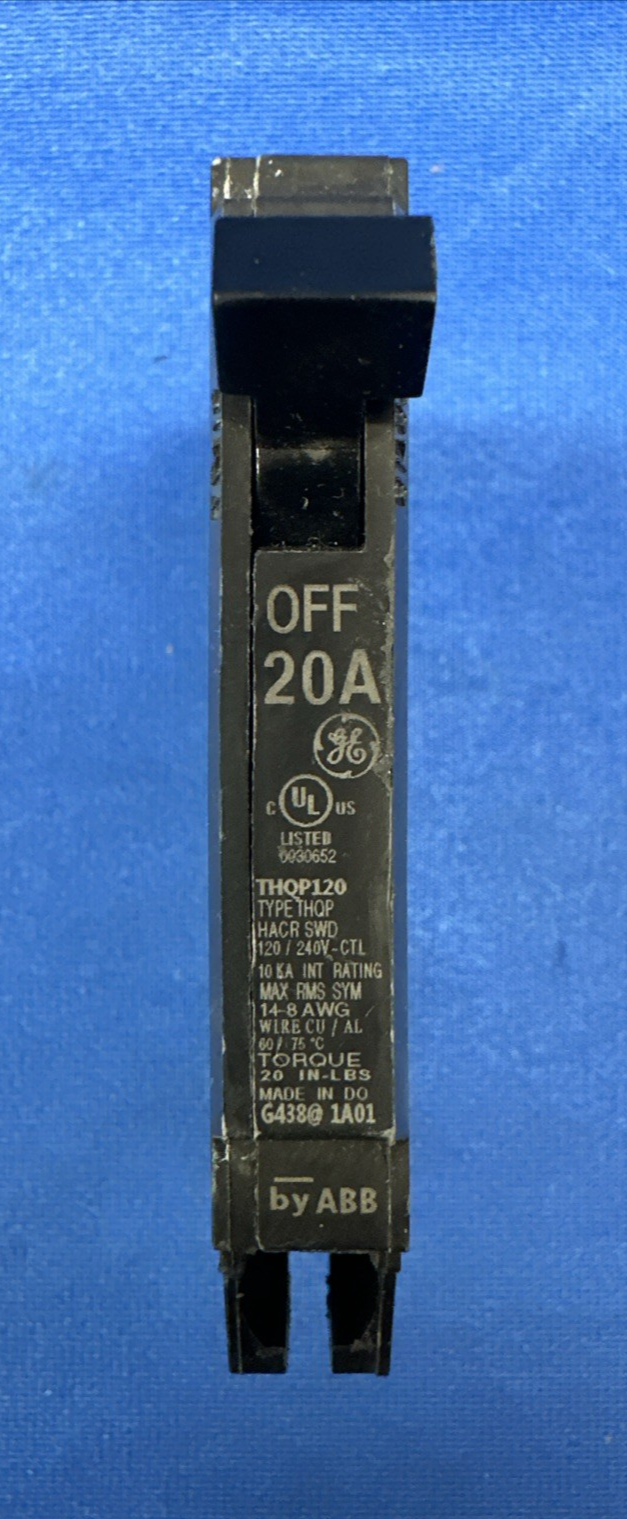 OFF
20A
GE
C UL US
LISTED
0930652
THQP120
TYPE THQP
HACR SWD
120 / 240V-CTL
10 KA INT RATING
MAX RMS SYM
14-8 AWG
WIRE CU / AL
60 / 75 °C
TORQUE
20 IN-LBS
MADE IN DO
G438@ 1A01
by ABB